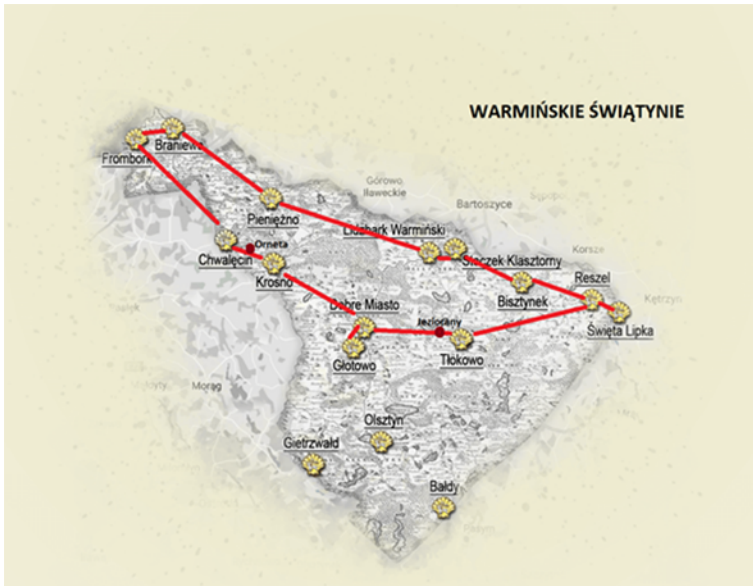 WARMIŃSKIE ŚWIĄTYNIE
Braniewo
Frombork
Górowo
Iławeckie
Pieniężno
Bartoszyce
Lidzbark Warmiński
Orneta
Chwalęcin
Stoczek Klasztorny
Korsze
Krosno
Reszel
Bisztynek
Kętrzyn
Dobre Miasto
Jeziorany
Święta Lipka
Głotowo
Tłokowo
Morąg
Olsztyn
Gietrzwałd
Bałdy